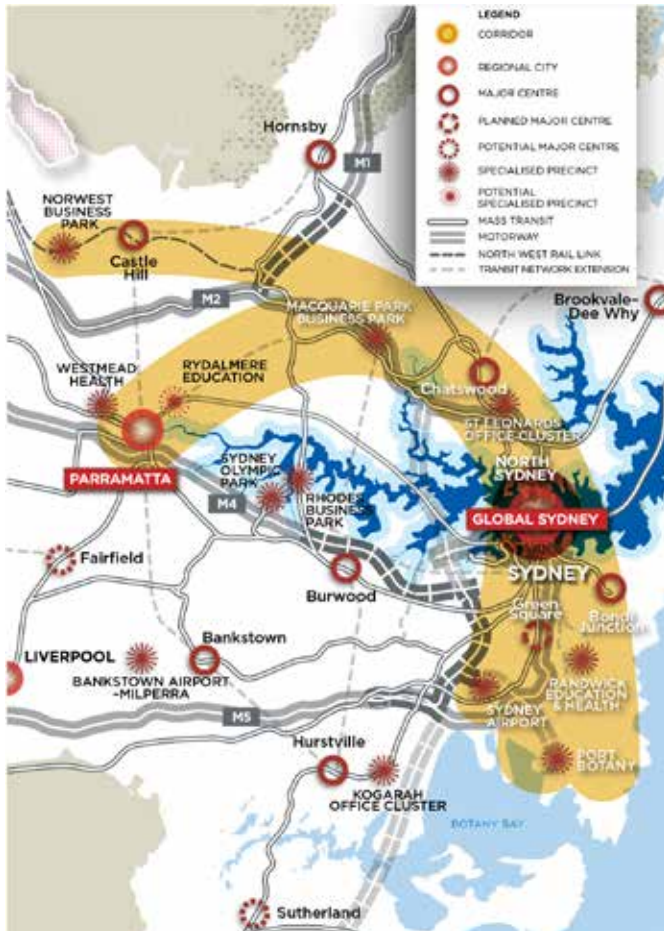 LEGEND
CORRIDOR
REGIONAL CITY
MAJOR CENTRE
PLANNED MAJOR CENTRE
POTENTIAL MAJOR CENTRE
SPECIALISED PRECINCT
POTENTIAL
SPECIALISED PRECINCT
MASS TRANSIT
MOTORWAY
NORTH WEST RAIL LINK
TRANSIT NETWORK EXTENSION
Hornsby
M1
NORWEST
BUSINESS
PARK
Castle
Hill
M2
MACQUARIE PARK
BUSINESS PARK
Brookvale-
Dee Why
WESTMEAD
HEALTH
RYDALMERE
EDUCATION
Chatswood
ST LEONARDS
OFFICE CLUSTER
PARRAMATTA
SYDNEY
OLYMPIC
PARK
M4
RHODES
BUSINESS
PARK
NORTH
SYDNEY
GLOBAL SYDNEY
SYDNEY
Fairfield
Burwood
Green
Square
Bondi
Junction
LIVERPOOL
Bankstown
BANKSTOWN AIRPORT
-MILPERRA
RANDWICK
EDUCATION
& HEALTH
SYDNEY
AIRPORT
M5
Hurstville
KOGARAH
OFFICE CLUSTER
PORT
BOTANY
BOTANY BAY
Sutherland